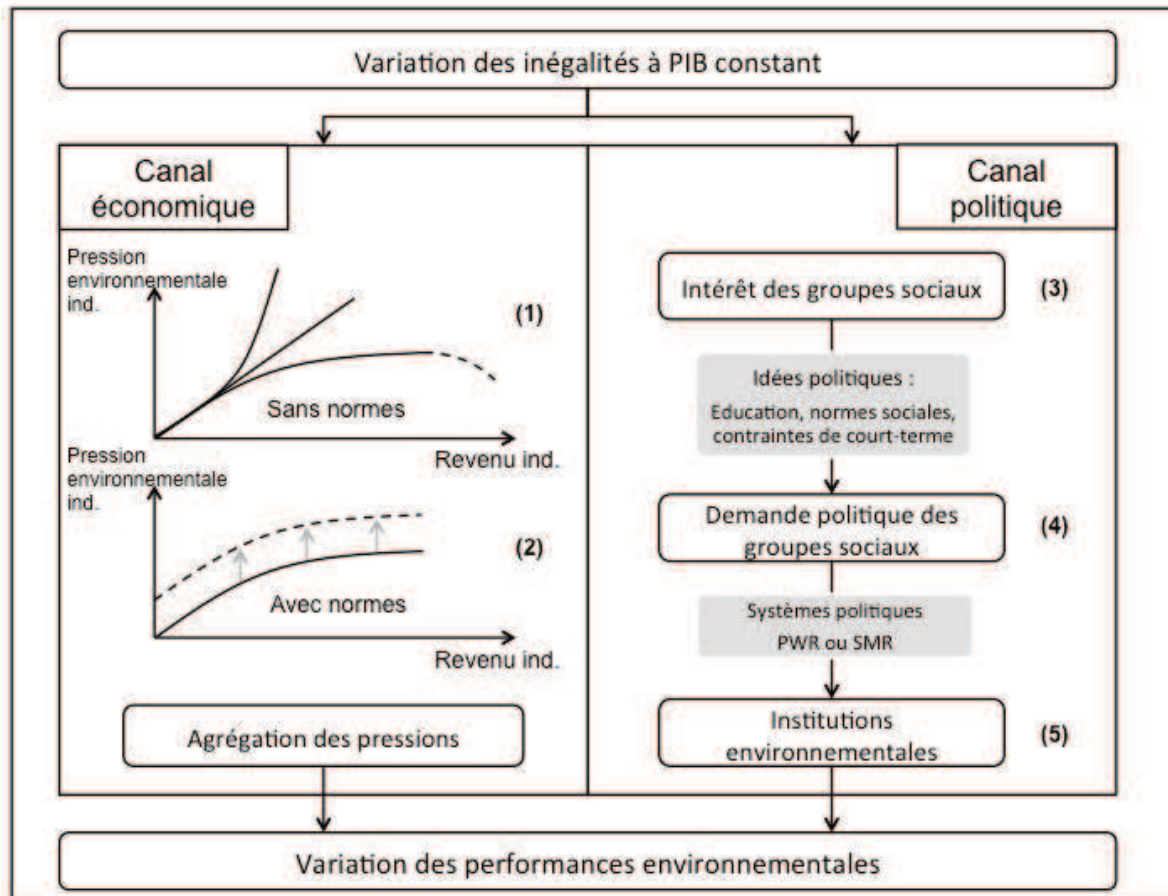 Variation des inégalités à PIB constant
Canal
économique
Canal
politique
Pression
environnementale
ind.
(1)
Sans normes
Revenu ind.
Pression
environnementale
ind.
(2)
Avec normes
Revenu ind.
Agrégation des pressions
Intérêt des groupes sociaux
(3)
Idées politiques :
Education, normes sociales,
contraintes de court-terme
Demande politique des
groupes sociaux
(4)
Systèmes politiques
PWR ou SMR
Institutions
environnementales
(5)
Variation des performances environnementales